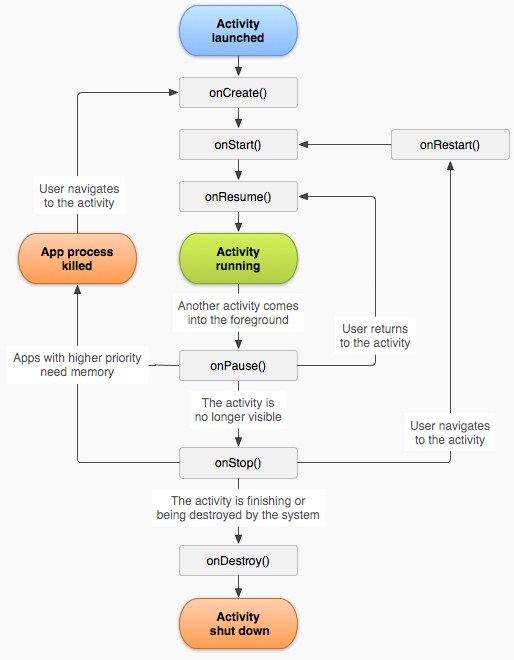 Activity
launched
onCreate()
onStart()
onRestart()
User navigates
to the activity
onResume()
App process
killed
Activity
running
Another activity comes
into the foreground
User returns
to the activity
Apps with higher priority
need memory
onPause()
The activity is
no longer visible
User navigates
to the activity
onStop()
The activity is finishing or
being destroyed by the system
onDestroy()
Activity
shut down